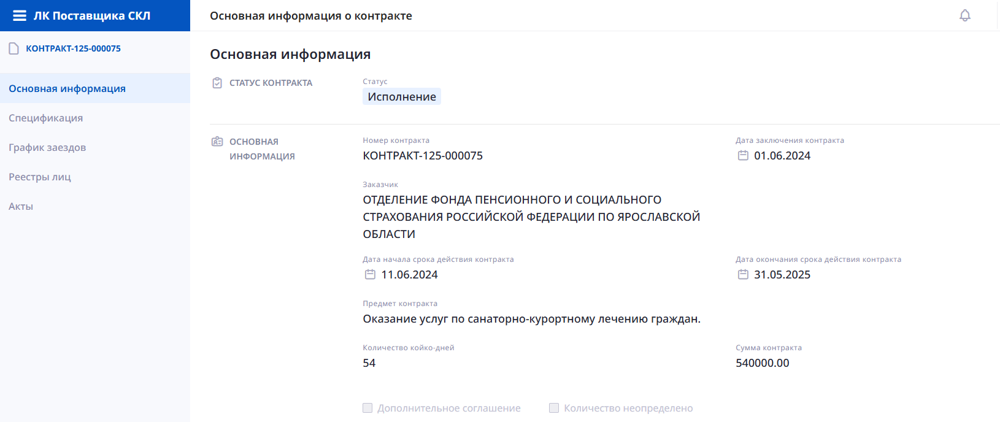 ЛК Поставщика СКЛ
Основная информация о контракте
КОНТРАКТ-125-000075
Основная информация
Спецификация
График заездов
Реестры лиц
Акты
Основная информация
СТАТУС КОНТРАКТА
Статус
Исполнение
ОСНОВНАЯ
ИНФОРМАЦИЯ
Номер контракта
КОНТРАКТ-125-000075
Дата заключения контракта
01.06.2024
Заказчик
ОТДЕЛЕНИЕ ФОНДА ПЕНСИОННОГО И СОЦИАЛЬНОГО
СТРАХОВАНИЯ РОССИЙСКОЙ ФЕДЕРАЦИИ ПО ЯРОСЛАВСКОЙ
ОБЛАСТИ
Дата начала срока действия контракта
11.06.2024
Дата окончания срока действия контракта
31.05.2025
Предмет контракта
Оказание услуг по санаторно-курортному лечению граждан.
Количество койко-дней
54
Сумма контракта
540000.00
Дополнительное соглашение
Количество неопределено